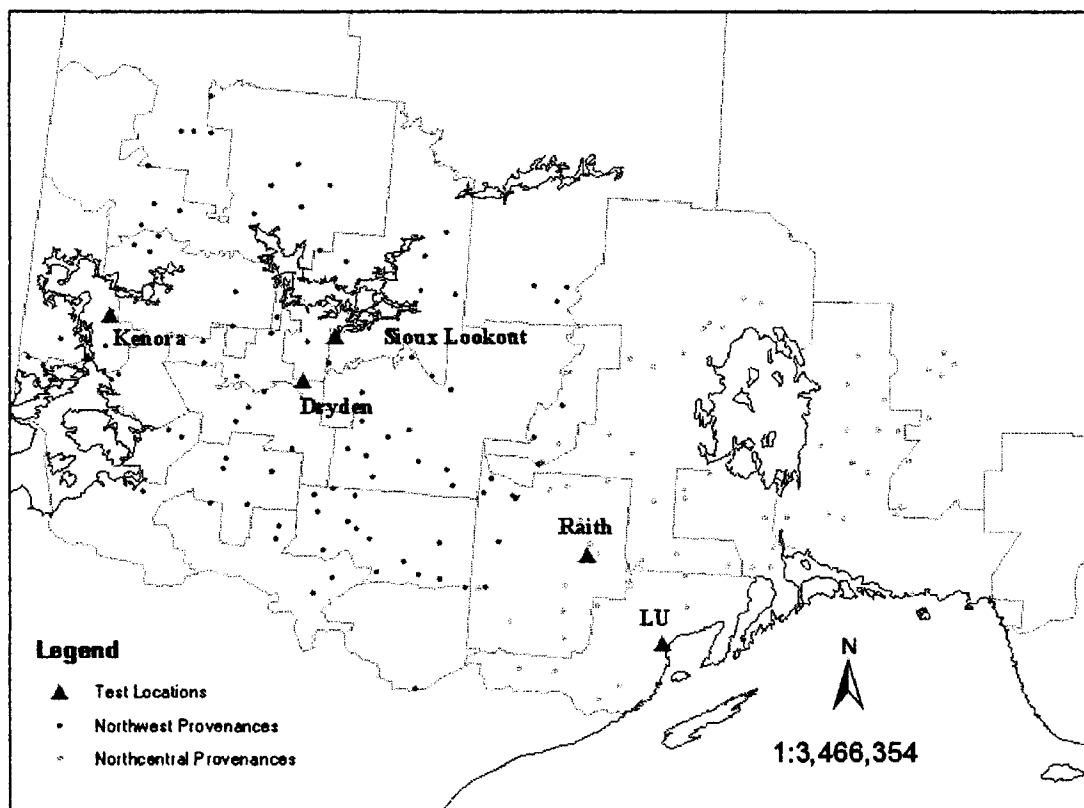 Kenora
Sioux Lookout
Dryden
Raith
LU
Legend
Test Locations
Northwest Provenances
Northcentral Provenances
N
1:3,466,354